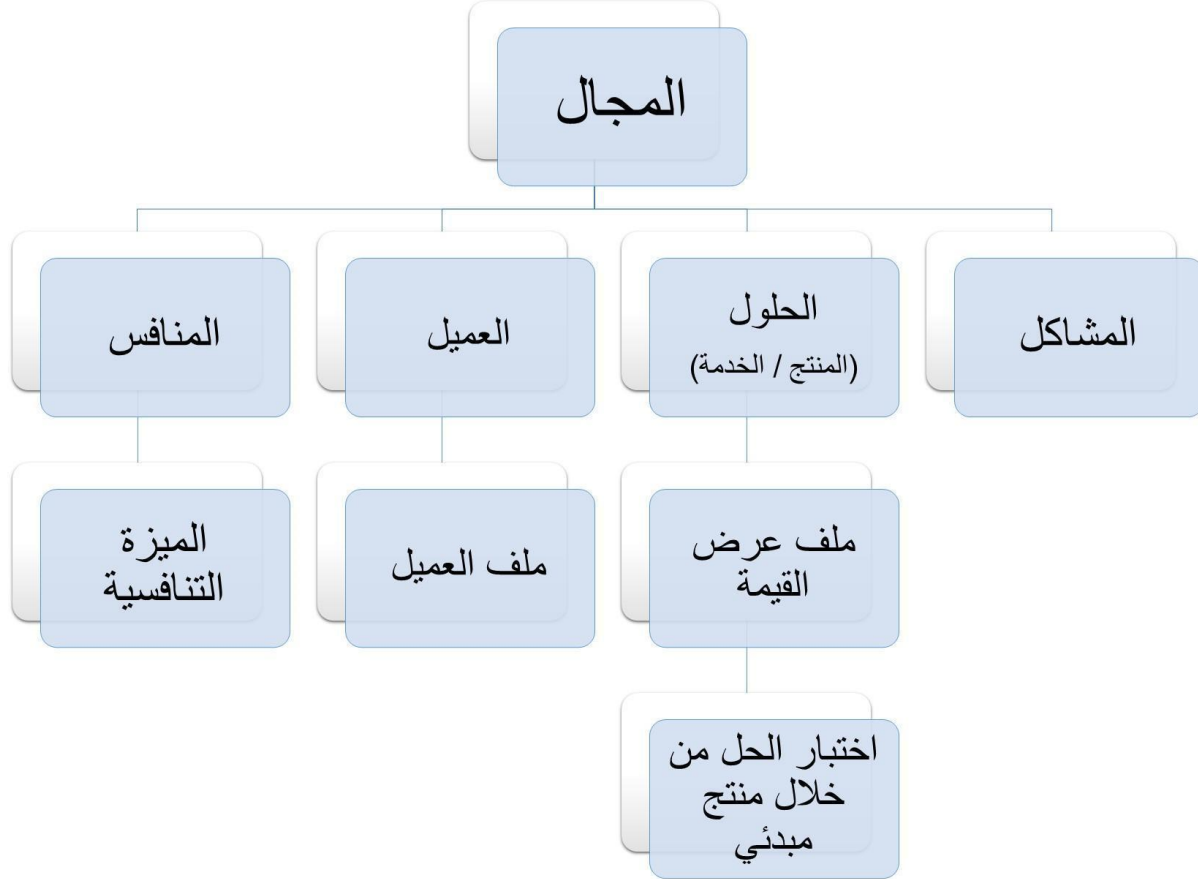 المجال
المشاكل
الحلول
(المنتج / الخدمة)
العميل
المنافس
ملف عرض
القيمة
ملف العميل
الميزة
التنافسية
اختبار الحل من
خلال منتج
مبدئي